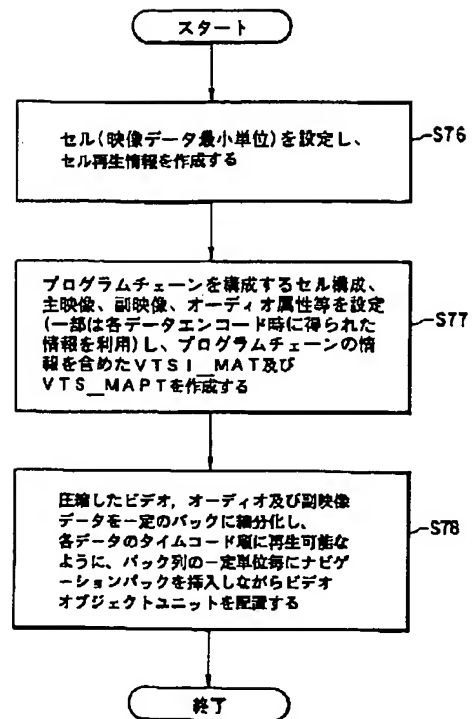 スタート
セル(映像データ最小単位)を設定し、
セル再生情報を作成する
S76
プログラムチェーンを構成するセル構成、
主映像、副映像、オーディオ属性等を設定
(一部は各データエンコード時に得られた
情報を利用)し、プログラムチェーンの情
報を含めたVTSI_MAT及び
VTS_MAPTを作成する
S77
圧縮したビデオ,オーディオ及び副映像
データを一定のパックに細分化し、
各データのタイムコード順に再生可能な
ように、パック列の一定単位毎にナビゲ
ーションパックを挿入しながらビデオ
オブジェクトユニットを配置する
S78
終了